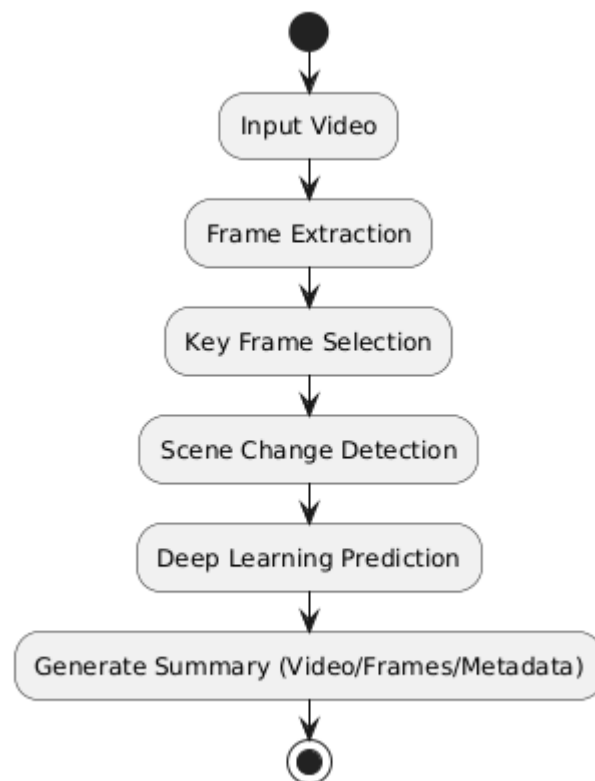 Input Video
Frame Extraction
Key Frame Selection
Scene Change Detection
Deep Learning Prediction
Generate Summary (Video/Frames/Metadata)